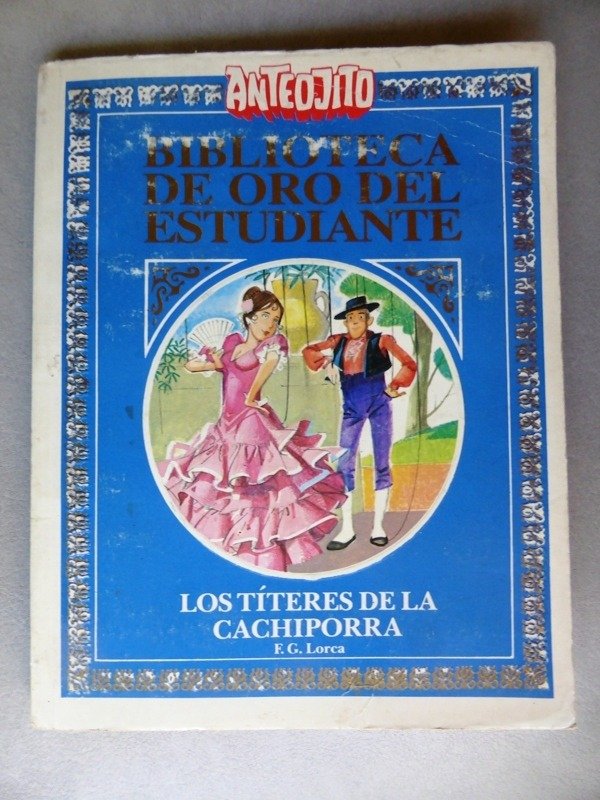 ANTEOJITO
BIBLIOTECA
DE ORO DEL
ESTUDIANTE
LOS TÍTERES DE LA
CACHIPORRA
F. G. Lorca